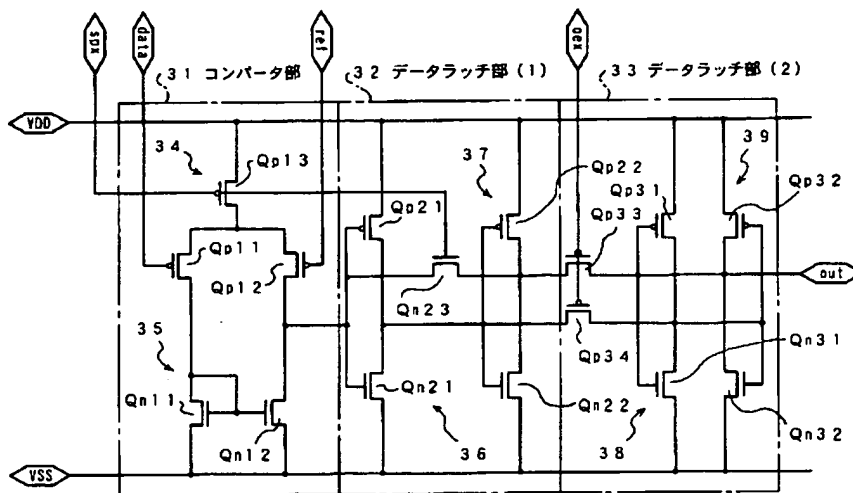 spx
data
ref
oex
31 コンパータ部
32 データラッチ部 (1)
33 データラッチ部 (2)
VDD
34
Qp13
37
Qp22
39
Qp31
Qp32
Qp21
Qp33
Qp11
Qp12
Qn23
out
Qp34
35
Qn31
Qn11
Qn21
Qn22
Qn12
36
38
Qn32
VSS